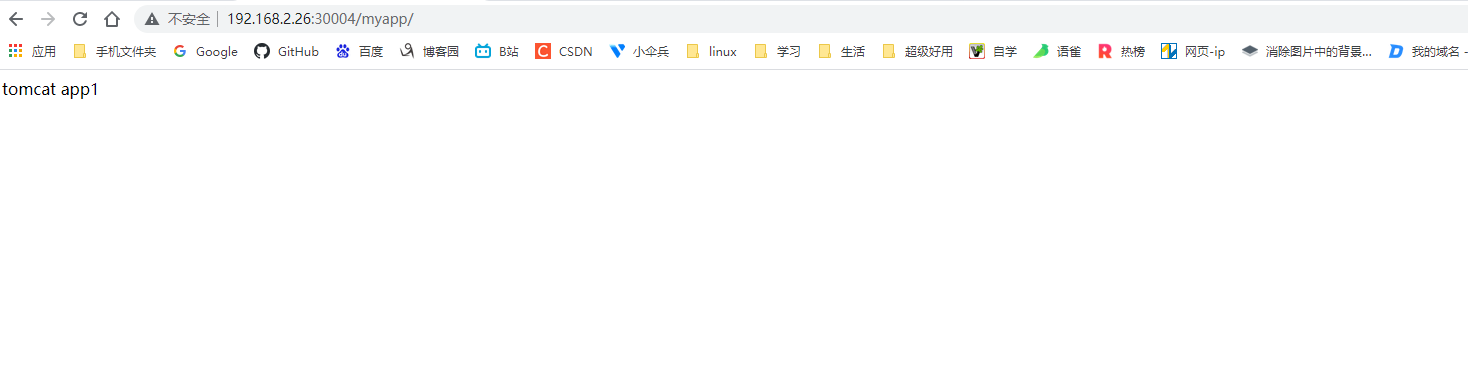 不安全 192.168.2.26:30004/myapp/
应用 手机文件夹 Google GitHub 百度 博客园 B站 CSDN 小伞兵 linux 学习 生活 超级好用 自学 语雀 热榜 网页-ip 消除图片中的背景... 我的域名 -
tomcat app1